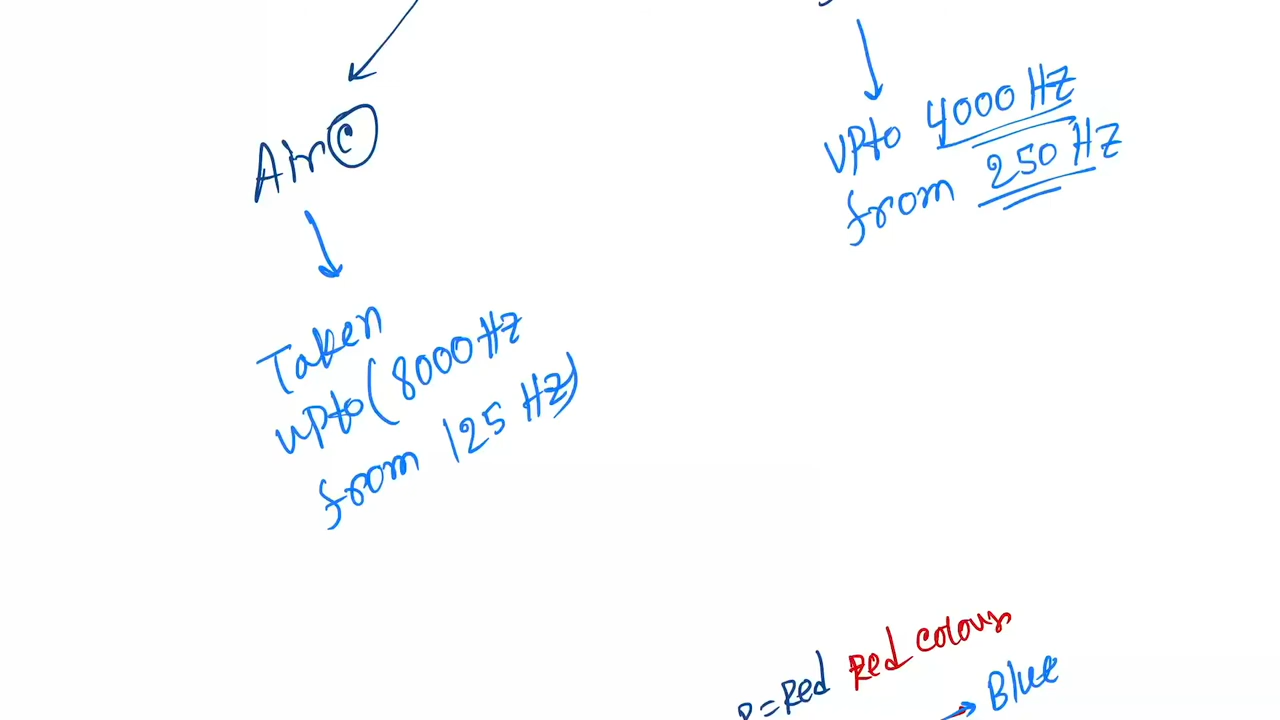 Air C
Taken
upto (8000 Hz
from 125 Hz)
Upto 4000 Hz
from 250 Hz
R=Red Red colour
Blue